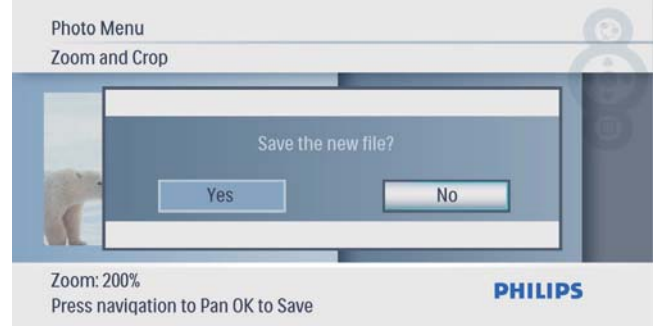 Photo Menu
Zoom and Crop
Save the new file?
Yes
No
Zoom: 200%
Press navigation to Pan OK to Save
PHILIPS